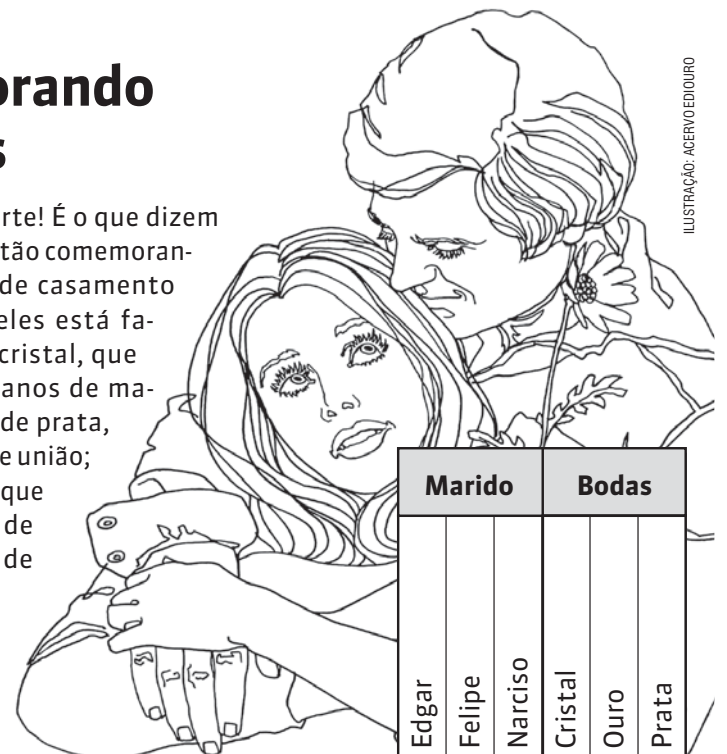 orando
s
rte! É o que dizem
tão comemoran-
de casamento
eles está fa-
cristal, que
anos de ma-
de prata,
e união;
que
de
de
ILUSTRAÇÃO: ACERVO EDIOURO
Marido Bodas
Edgar
Felipe
Narciso
Cristal
Ouro
Prata